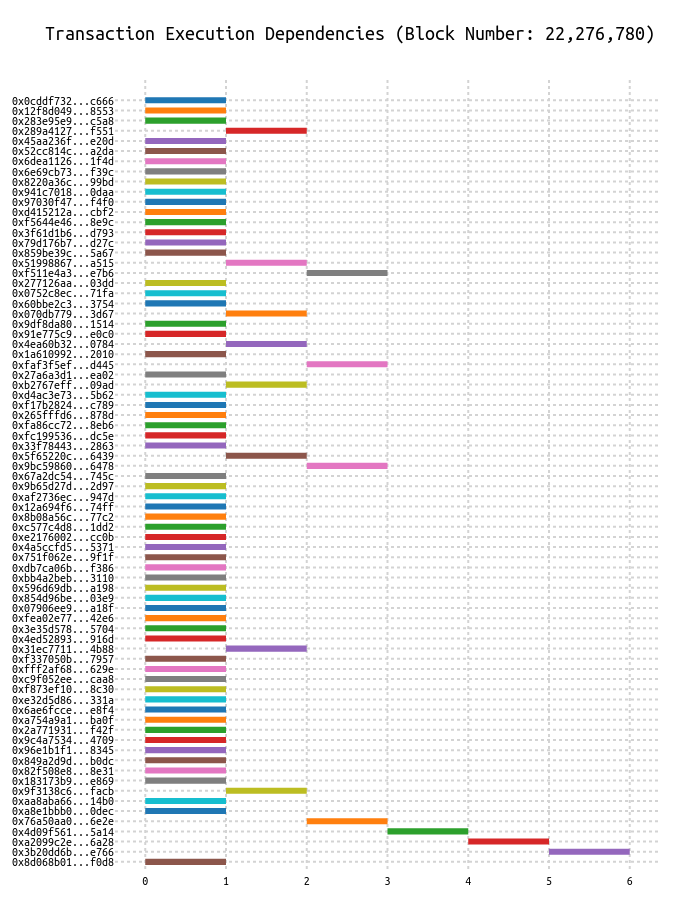 Transaction Execution Dependencies (Block Number: 22,276,780)
0x0cddf732...c666
0x12f8d049...8553
0x283e95e9...c5a8
0x289a4127...f551
0x45aa236f...e20d
0x52cc814c...a2da
0x6dea1126...1f4d
0x6e69cb73...f39c
0x8220a36c...99bd
0x941c7018...0daa
0x97030f47...f4f0
0xd415212a...cbf2
0xf5644e46...8e9c
0x3f61d1b6...d793
0x79d176b7...d27c
0x859be39c...5a67
0x51998867...a515
0xf511e4a3...e7b6
0x277126aa...03dd
0x0752c8ec...71fa
0x60bbe2c3...3754
0x070db779...3d67
0x9df8da80...1514
0x91e775c9...e0c0
0x4ea60b32...0784
0x1a610992...2010
0xfaf3f5ef...d445
0x27a6a3d1...ea02
0xb2767eff...09ad
0xd4ac3e73...5b62
0xf17b2824...c789
0x265fffd6...878d
0xfa86cc72...8eb6
0xfc199536...dc5e
0x33f78443...2863
0x5f65220c...6439
0x9bc59860...6478
0x67a2dc54...745c
0x9b65d27d...2d97
0xaf2736ec...947d
0x12a694f6...74ff
0x8b08a56c...77c2
0xc577c4d8...1dd2
0xe2176002...cc0b
0x4a5ccfd5...5371
0x751f062e...9f1f
0xdb7ca06b...f386
0xbb4a2beb...3110
0x596d69db...a198
0x854d96be...03e9
0x07906ee9...a18f
0xfea02e77...42e6
0x3e35d578...5704
0x4ed52893...916d
0x31ec7711...4b88
0xf337050b...7957
0xfff2af68...629e
0xc9f052ee...caa8
0xf873ef10...8c30
0xe32d5d86...331a
0x6ae6fcce...e8f4
0xa754a9a1...ba0f
0x2a771931...f42f
0x9c4a7534...4709
0x96e1b1f1...8345
0x849a2d9d...b0dc
0x82f508e8...8e31
0x183173b9...e869
0x9f3138c6...facb
0xaa8aba66...14b0
0xa8e1bbb0...0dec
0x76a50aa0...6e2e
0x4d09f561...5a14
0xa2099c2e...6a28
0x3b20dd6b...e766
0x8d068b01...f0d8
0 1 2 3 4 5 6